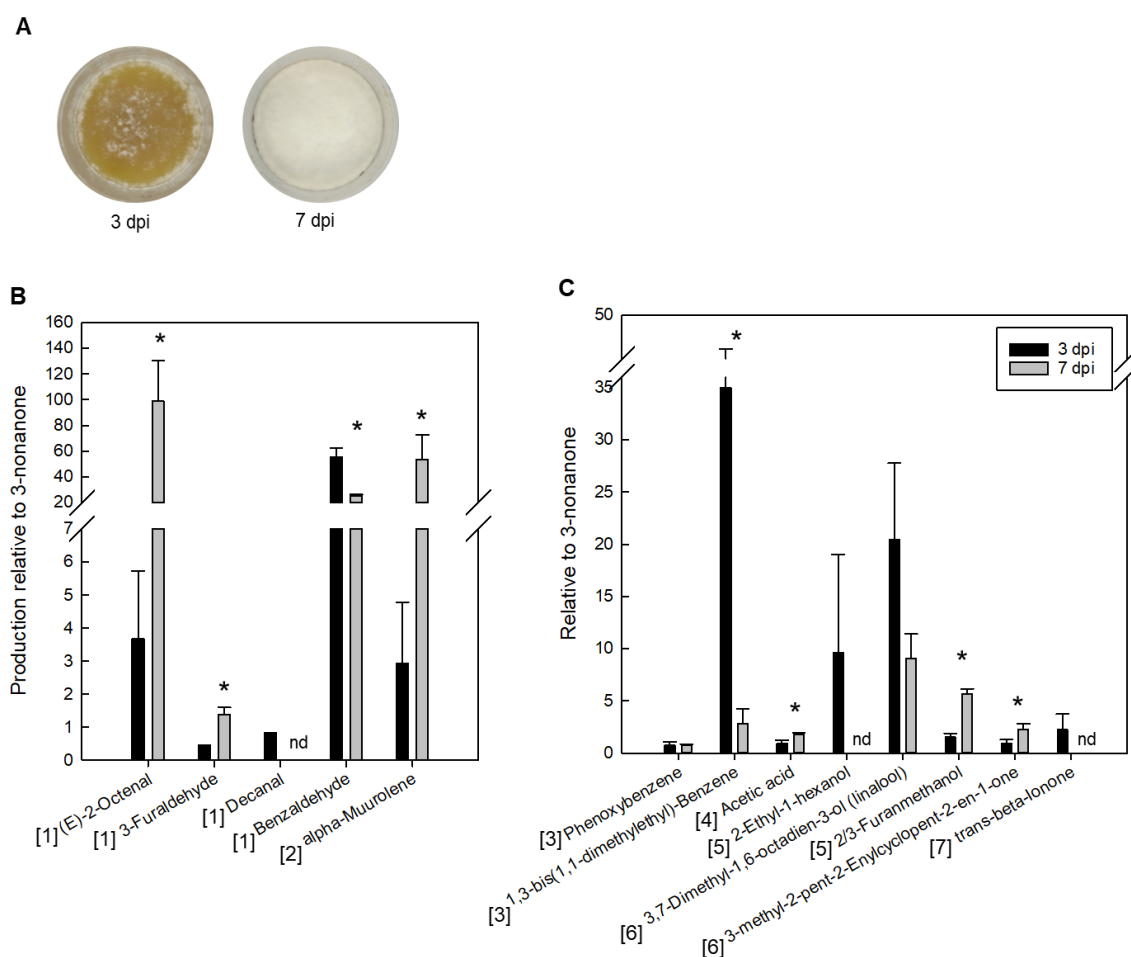 A
3 dpi
7 dpi
B
Production relative to 3-nonanone
160
140
120
100
80
60
40
20
7
6
5
4
3
2
1
0
*
*
nd
*
*
[1] (E)-2-Octenal
[1] 3-Furaldehyde
[1] Decanal
[1] Benzaldehyde
[2] alpha-Muurolene
C
Relative to 3-nonanone
50
35
30
25
20
15
10
5
0
3 dpi
7 dpi
*
*
nd
*
*
nd
[3] Phenoxybenzene
[3] 1,3-bis(1,1-dimethylethyl)-Benzene
[4] Acetic acid
[5] 2-Ethyl-1-hexanol
[6] 3,7-Dimethyl-1,6-octadien-3-ol (linalool)
[5] 2/3-Furanmethanol
[6] 3-methyl-2-pent-2-Enylcyclopent-2-en-1-one
[7] trans-beta-Ionone